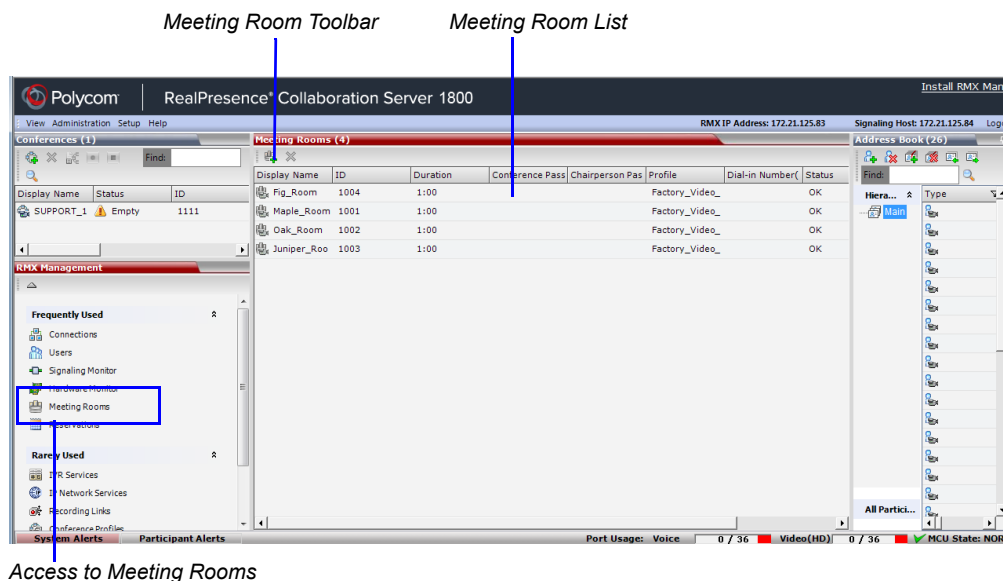 Meeting Room Toolbar
Meeting Room List
Polycom
RealPresence® Collaboration Server 1800
Install RMX Man
View Administration Setup Help
RMX IP Address: 172.21.125.83
Signaling Host: 172.21.125.84
Conferences (1)
Find:
Display Name Status ID
SUPPORT_1 Empty 1111
Meeting Rooms (4)
Display Name ID Duration Conference Pass Chairperson Pas Profile Dial-in Number( Status
Fig_Room 1004 1:00 Factory_Video_ OK
Maple_Room 1001 1:00 Factory_Video_ OK
Oak_Room 1002 1:00 Factory_Video_ OK
Juniper_Roo 1003 1:00 Factory_Video_ OK
Address Book (26)
Find:
Hiera... Type
Main
All Partici...
RMX Management
Frequently Used
Connections
Users
Signaling Monitor
Hardware Monitor
Meeting Rooms
Reservations
Rarely Used
IVR Services
IP Network Services
Recording Links
Conference Profiles
System Alerts Participant Alerts
Port Usage: Voice 0 / 36 Video(HD) 0 / 36 MCU State: NOR
Access to Meeting Rooms